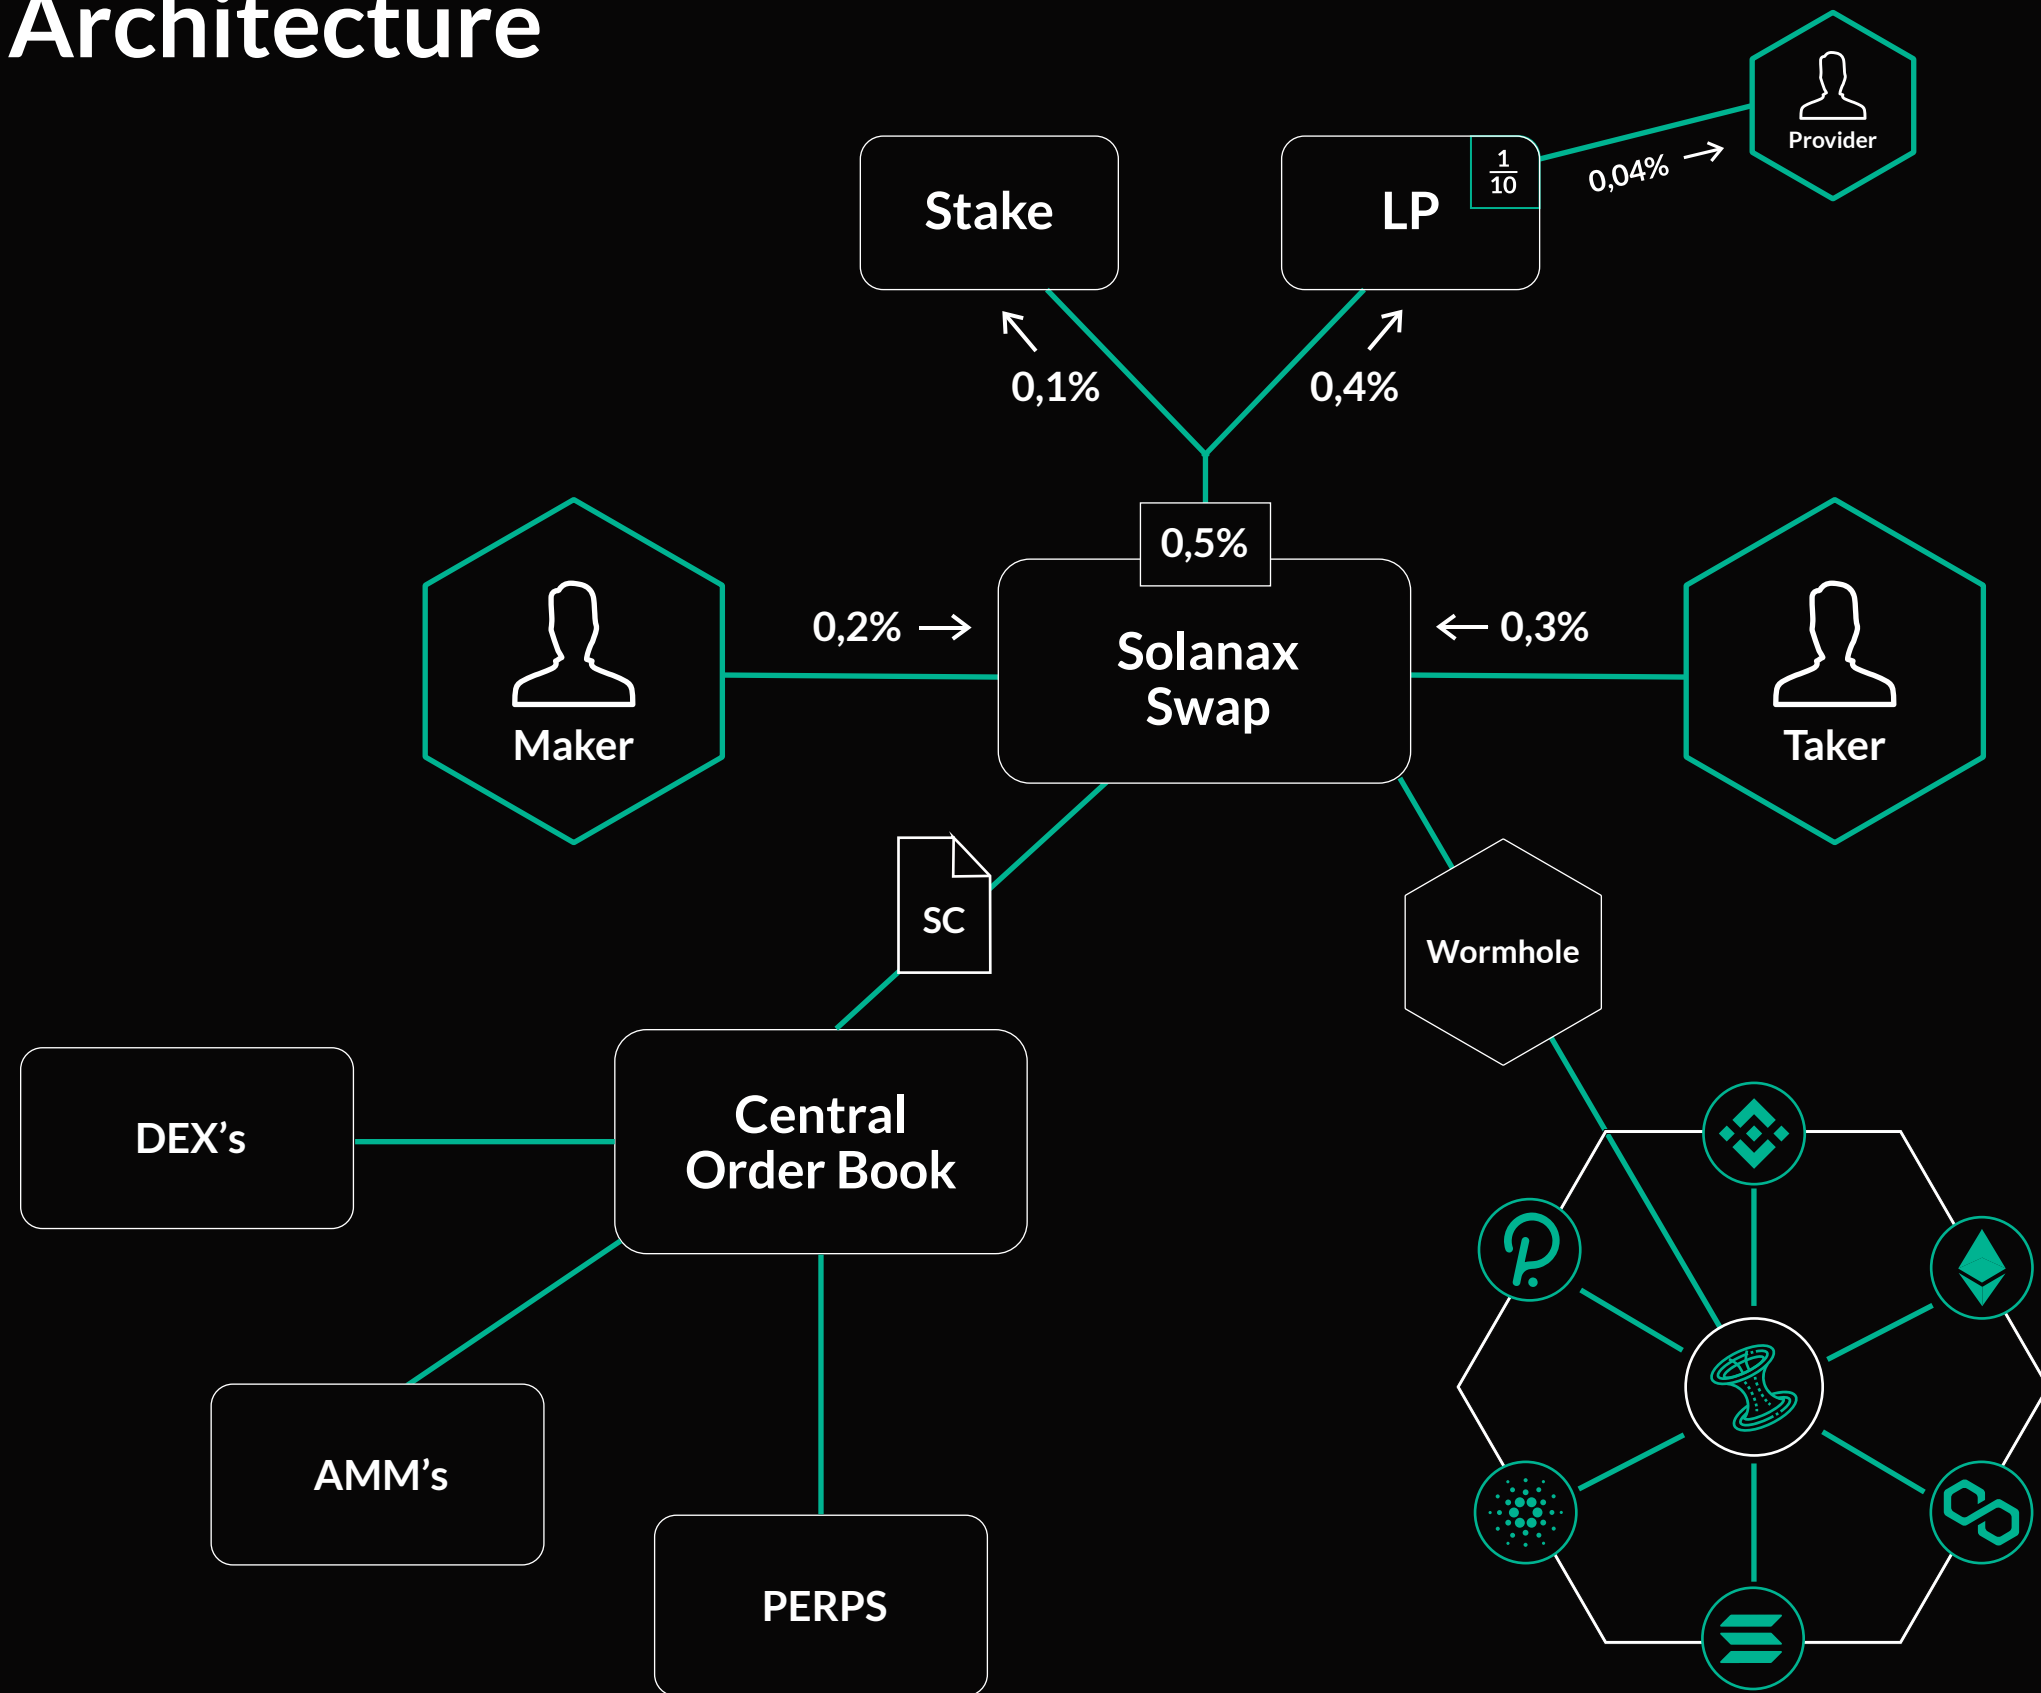 Architecture
Provider
0,04%
Stake
LP
1
10
0,1%
0,4%
0,5%
0,2%
0,3%
Solanax
Swap
Maker
Taker
SC
Wormhole
Central
Order Book
DEX’s
AMM’s
PERPS